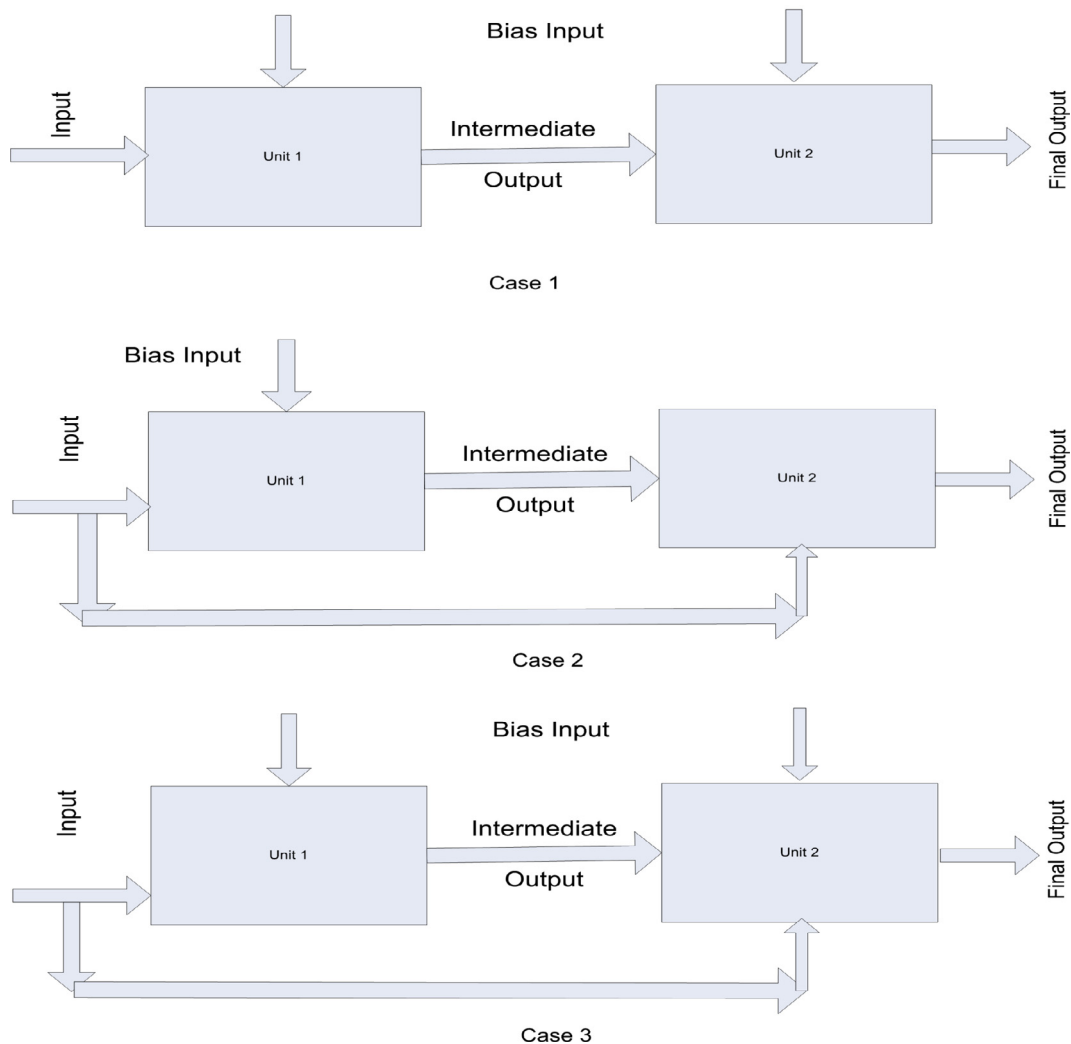 Bias Input
Input
Unit 1
Intermediate
Output
Unit 2
Final Output
Case 1
Bias Input
Input
Unit 1
Intermediate
Output
Unit 2
Final Output
Case 2
Bias Input
Input
Unit 1
Intermediate
Output
Unit 2
Final Output
Case 3